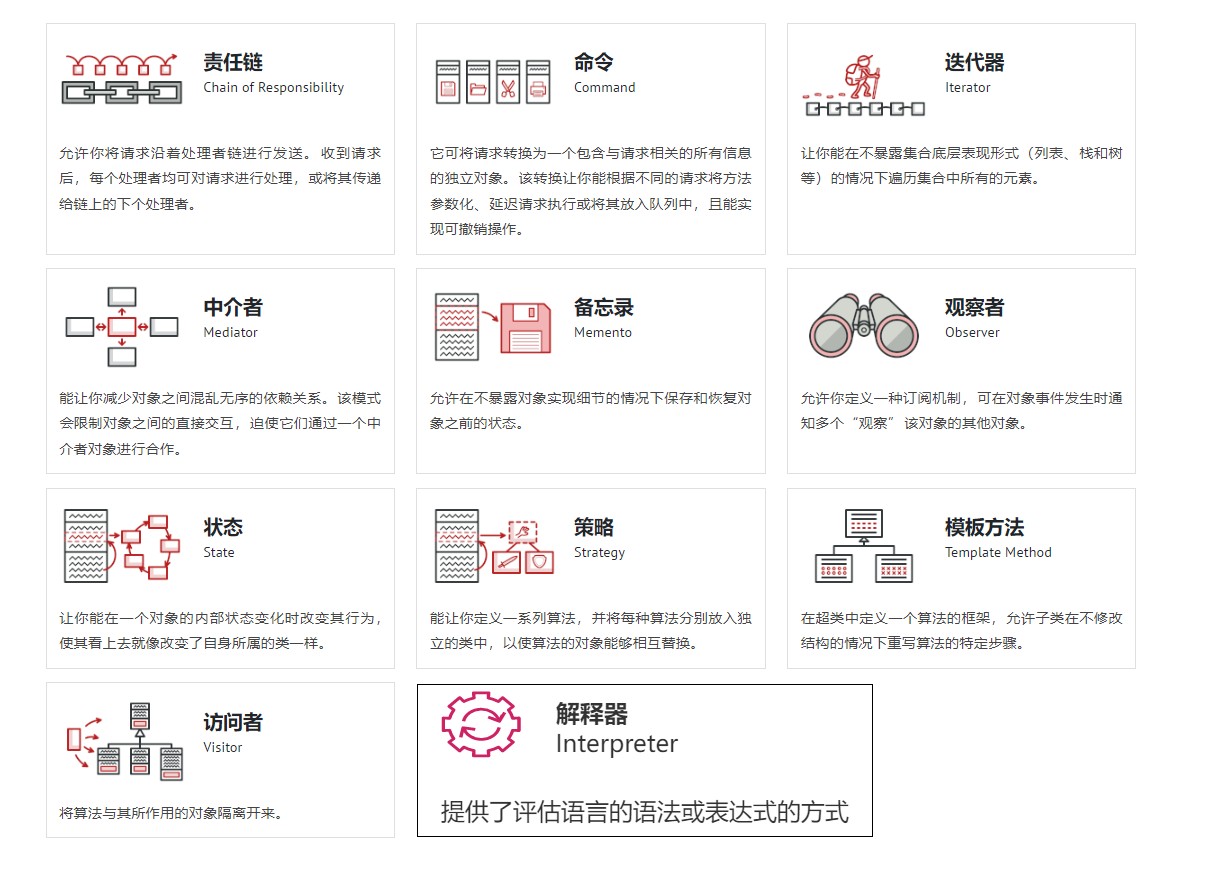 责任链
Chain of Responsibility
允许你将请求沿着处理者链进行发送。收到请求
后，每个处理者均可对请求进行处理，或将其传递
给链上的下个处理者。
命令
Command
它可将请求转换为一个包含与请求相关的所有信息
的独立对象。该转换让你能根据不同的请求将方法
参数化、延迟请求执行或将其放入队列中，且能实
现可撤销操作。
迭代器
Iterator
让你能在不暴露集合底层表现形式（列表、栈和树
等）的情况下遍历集合中所有的元素。
中介者
Mediator
能让你减少对象之间混乱无序的依赖关系。该模式
会限制对象之间的直接交互，迫使它们通过一个中
介者对象进行合作。
备忘录
Memento
允许在不暴露对象实现细节的情况下保存和恢复对
象之前的状态。
观察者
Observer
允许你定义一种订阅机制，可在对象事件发生时通
知多个“观察”该对象的其他对象。
状态
State
让你能在一个对象的内部状态变化时改变其行为，
使其看上去就像改变了自身所属的类一样。
策略
Strategy
能让你定义一系列算法，并将每种算法分别放入独
立的类中，以使算法的对象能够相互替换。
模板方法
Template Method
在超类中定义一个算法的框架，允许子类在不修改
结构的情况下重写算法的特定步骤。
访问者
Visitor
将算法与其所作用的对象隔离开来。
解释器
Interpreter
提供了评估语言的语法或表达式的方式